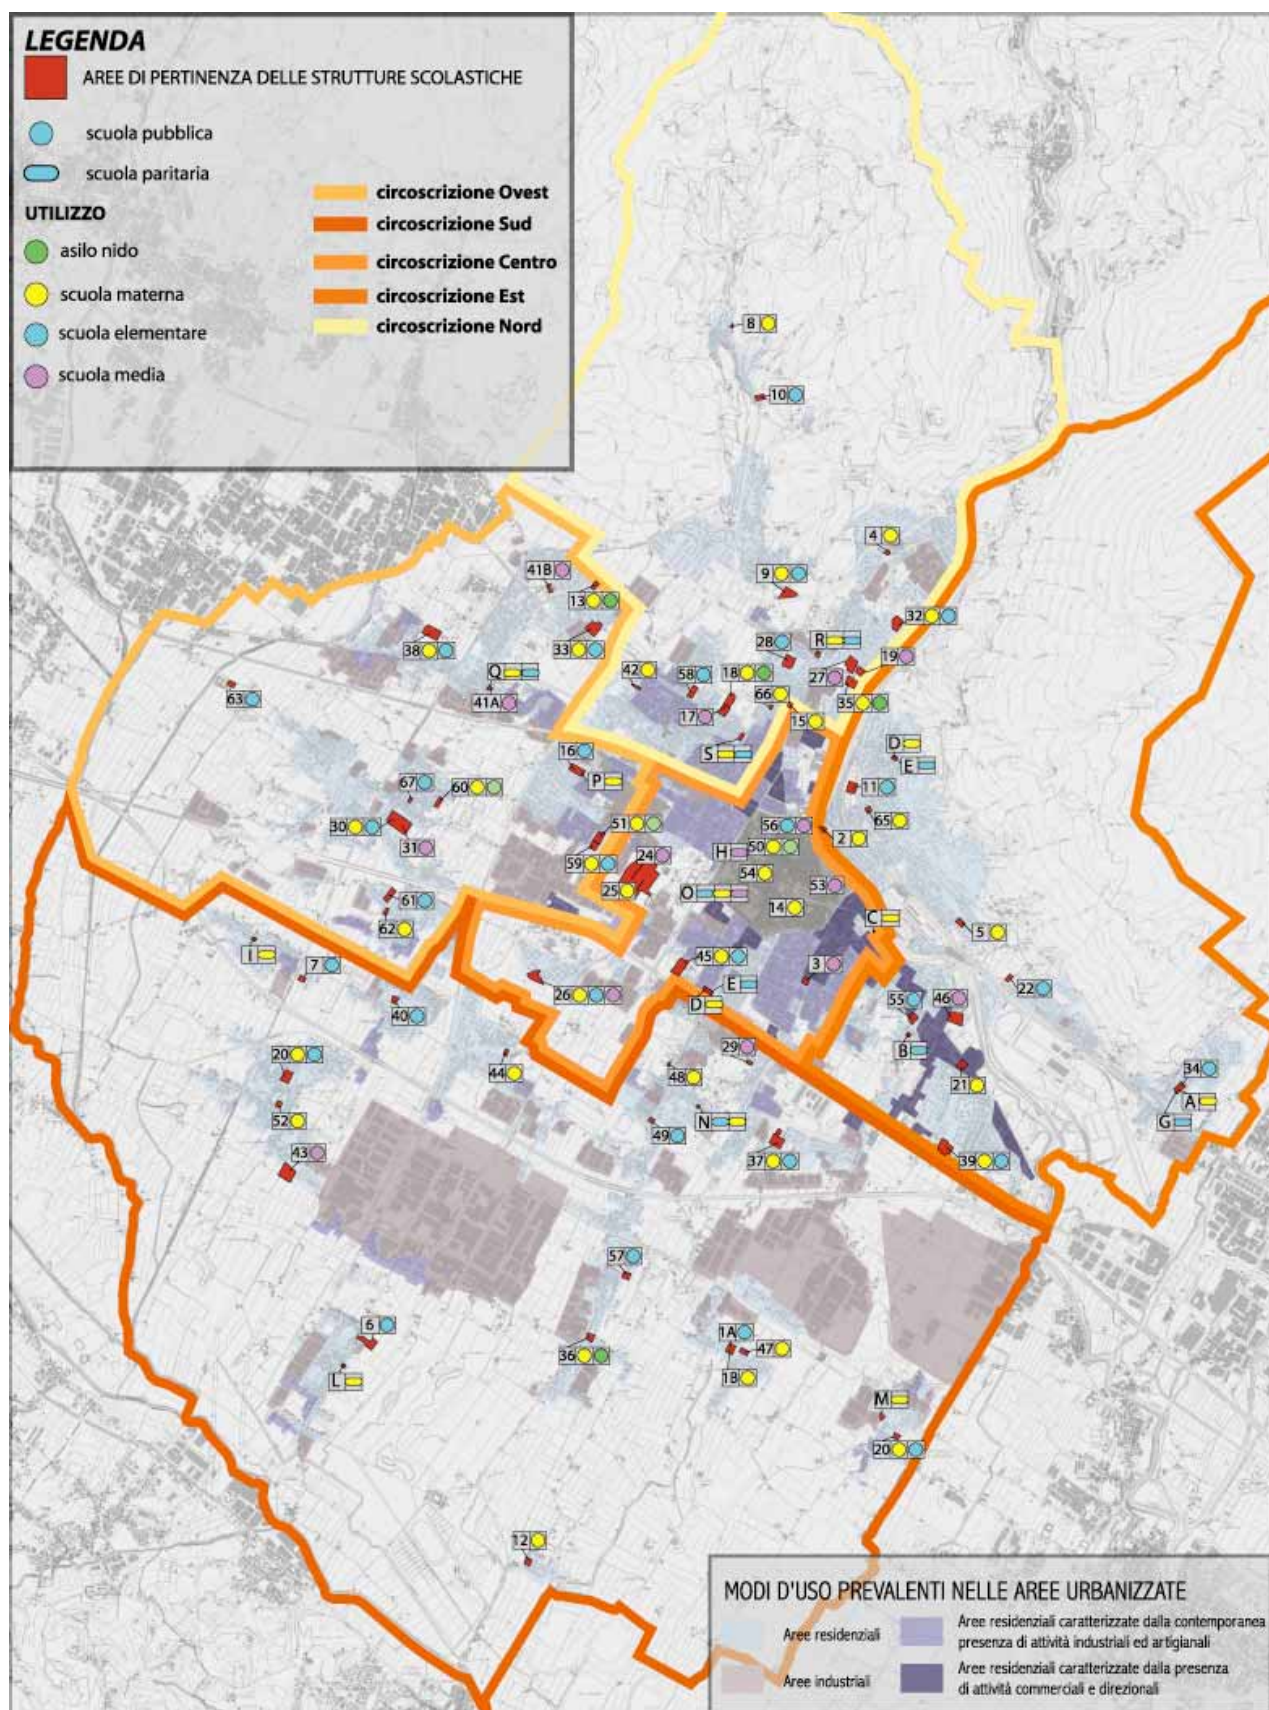 LEGENDA
AREE DI PERTINENZA DELLE STRUTTURE SCOLASTICHE
scuola pubblica
scuola paritaria
UTILIZZO
asilo nido
scuola materna
scuola elementare
scuola media
circoscrizione Ovest
circoscrizione Sud
circoscrizione Centro
circoscrizione Est
circoscrizione Nord
8
10
4
41B
9
13
32
28
R
38
33
19
42
58
18
27
Q
66
63
41A
17
35
15
S
D
16
E
P
67
60
11
30
51
56
65
2
31
H
50
59
24
54
25
O
53
61
14
62
C
5
I
7
45
3
26
E
22
40
D
55
46
20
29
B
44
48
21
34
52
A
N
G
49
43
37
39
57
6
1A
36
47
L
1B
M
20
12
MODI D'USO PREVALENTI NELLE AREE URBANIZZATE
Aree residenziali
Aree residenziali caratterizzate dalla contemporanea
presenza di attività industriali ed artigianali
Aree industriali
Aree residenziali caratterizzate dalla presenza
di attività commerciali e direzionali